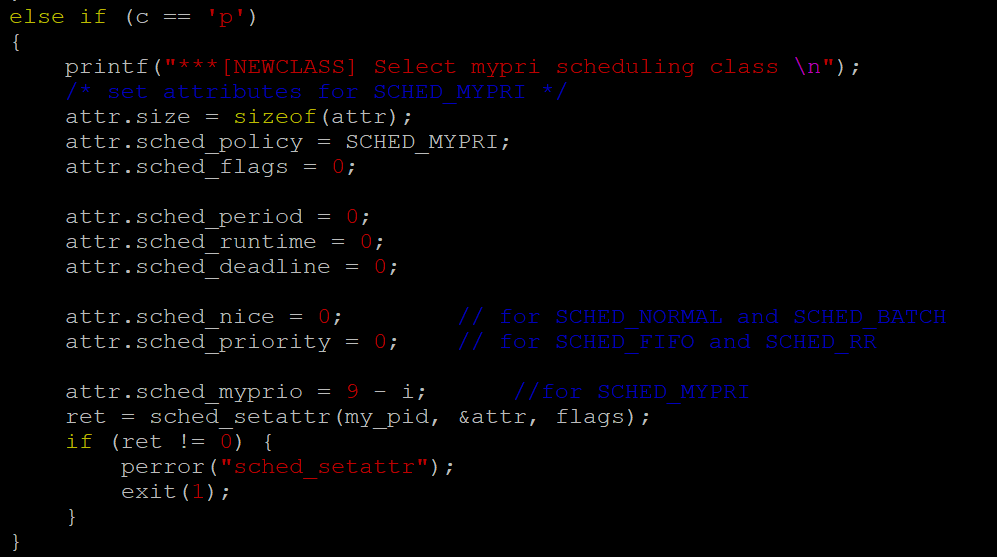 else if (c == 'p')
{
    printf("***[NEWCLASS] Select mypri scheduling class \n");
    /* set attributes for SCHED_MYPRI */
    attr.size = sizeof(attr);
    attr.sched_policy = SCHED_MYPRI;
    attr.sched_flags = 0;

    attr.sched_period = 0;
    attr.sched_runtime = 0;
    attr.sched_deadline = 0;

    attr.sched_nice = 0;        // for SCHED_NORMAL and SCHED_BATCH
    attr.sched_priority = 0;    // for SCHED_FIFO and SCHED_RR

    attr.sched_myprio = 9 - i;      //for SCHED_MYPRI
    ret = sched_setattr(my_pid, &attr, flags);
    if (ret != 0) {
        perror("sched_setattr");
        exit(1);
    }
}